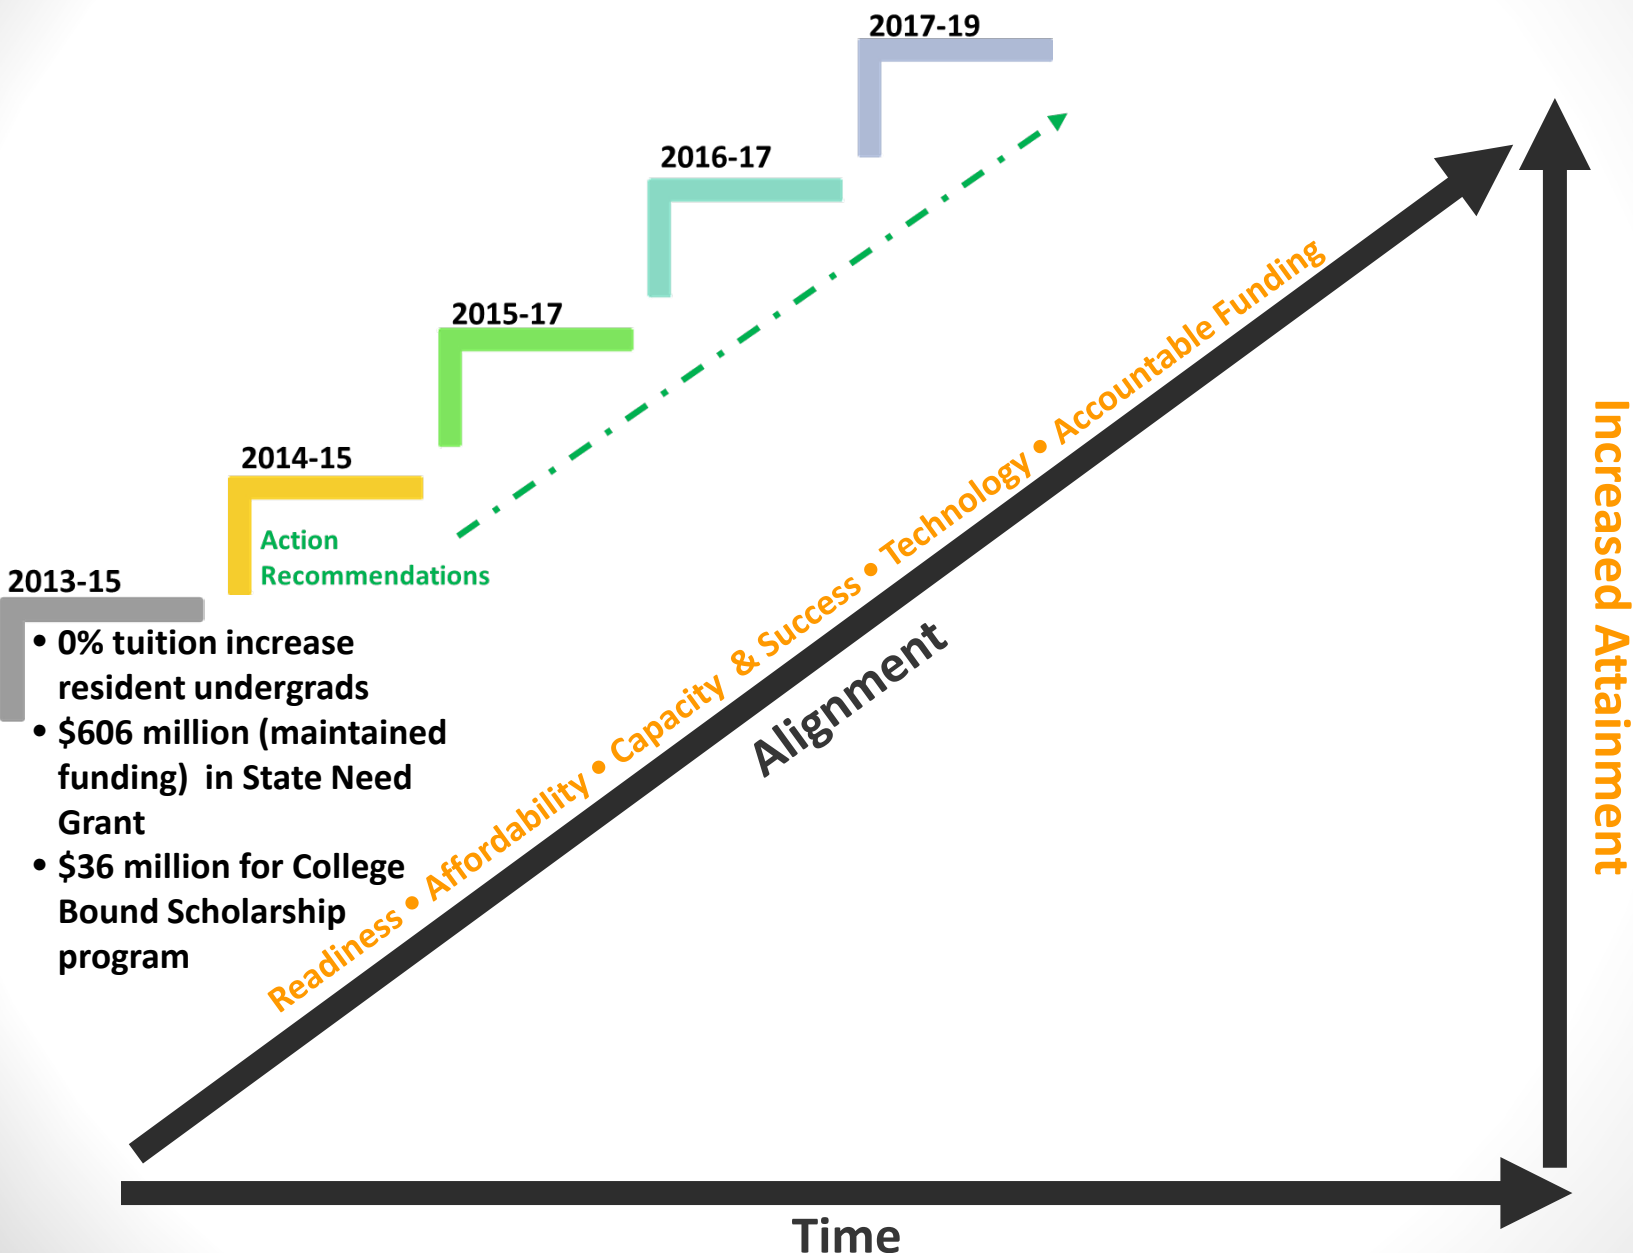 2017-19
2016-17
2015-17
2014-15
Action
Recommendations
2013-15
• 0% tuition increase
resident undergrads
• $606 million (maintained
funding)  in State Need
Grant
• $36 million for College
Bound Scholarship
program
Readiness • Affordability • Capacity & Success • Technology • Accountable Funding
Alignment
Increased Attainment
Time